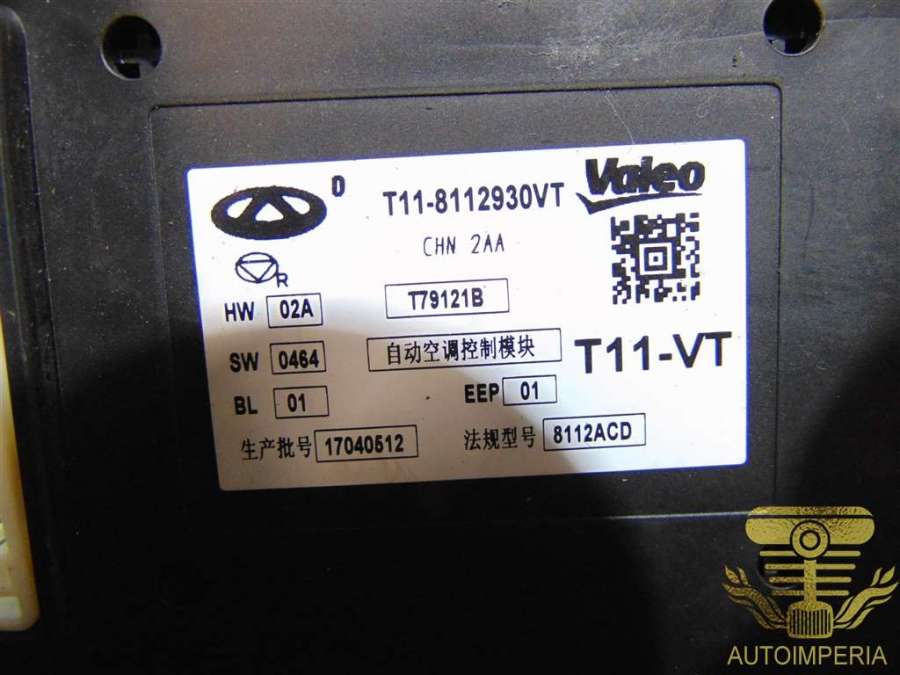 D
T11-8112930VT
Valeo
CHN 2AA
R
HW 02A
T79121B
SW 0464
自动空调控制模块
T11-VT
BL 01
EEP 01
生产批号 17040512
法规型号 8112ACD
AUTOIMPERIA